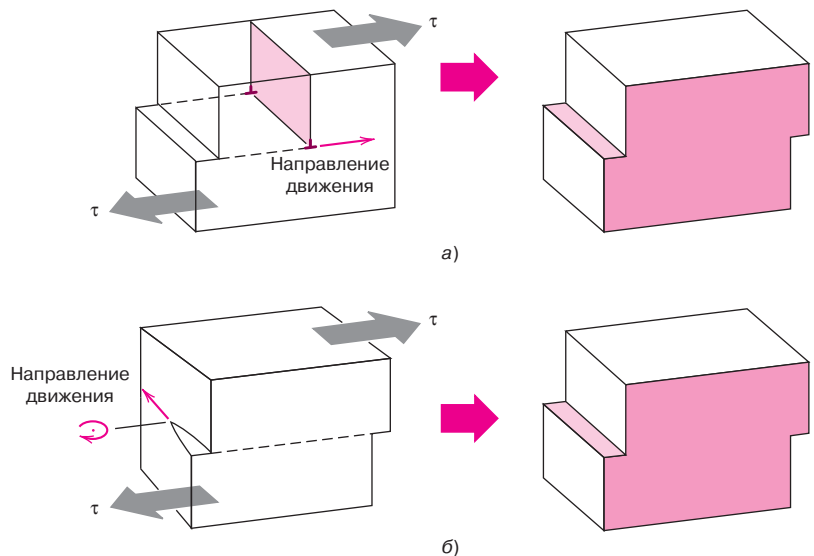 τ
Направление
движения
τ
а)
τ
Направление
движения
τ
б)